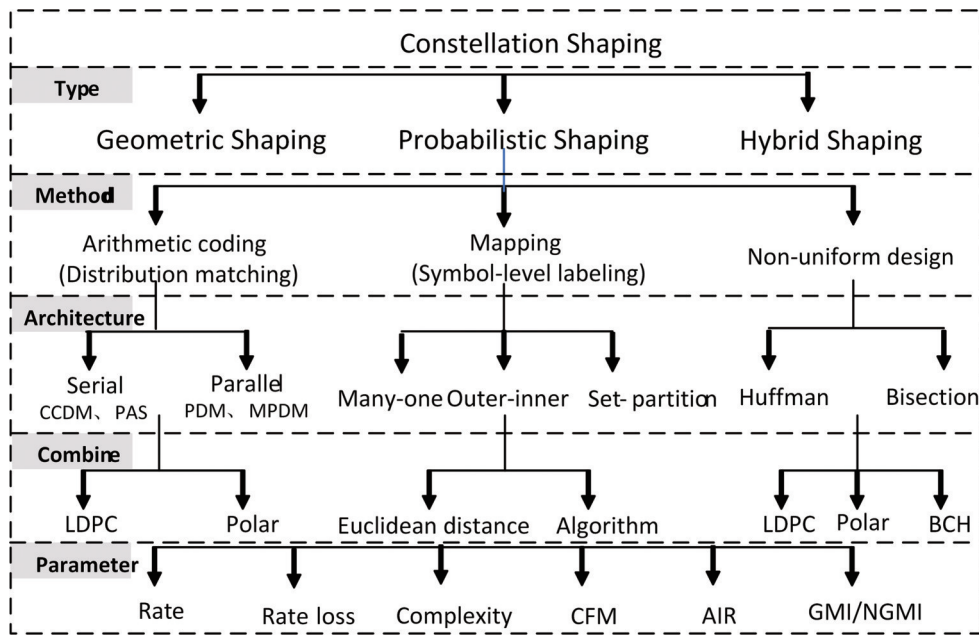 Constellation Shaping
Type
Geometric Shaping Probabilistic Shaping Hybrid Shaping
Method
Arithmetic coding
(Distribution matching)
Mapping
(Symbol-level labeling)
Non-uniform design
Architecture
Serial
CCDM、PAS
Parallel
PDM、MPDM
Many-one Outer-inner Set-partition Huffman Bisection
Combine
LDPC Polar Euclidean distance Algorithm LDPC Polar BCH
Parameter
Rate Rate loss Complexity CFM AIR GMI/NGMI